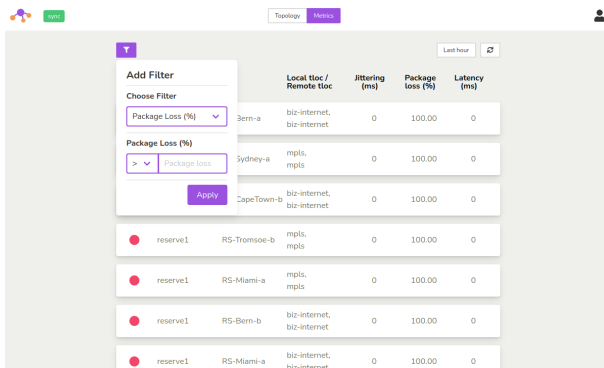 sync
Topology
Metrics
Last hour
Add Filter
Choose Filter
Package Loss (%)
Package Loss (%)
>
Package loss
Apply
Local tloc /
Remote tloc
Jittering
(ms)
Package
loss (%)
Latency
(ms)
Bern-a
biz-internet,
biz-internet
0
100.00
0
Sydney-a
mpls,
mpls
0
100.00
0
CapeTown-b
biz-internet,
biz-internet
0
100.00
0
reserve1
RS-Tromsoe-b
mpls,
mpls
0
100.00
0
reserve1
RS-Miami-a
mpls,
mpls
0
100.00
0
reserve1
RS-Bern-b
biz-internet,
biz-internet
0
100.00
0
reserve1
RS-Miami-a
biz-internet,
biz-internet
0
100.00
0